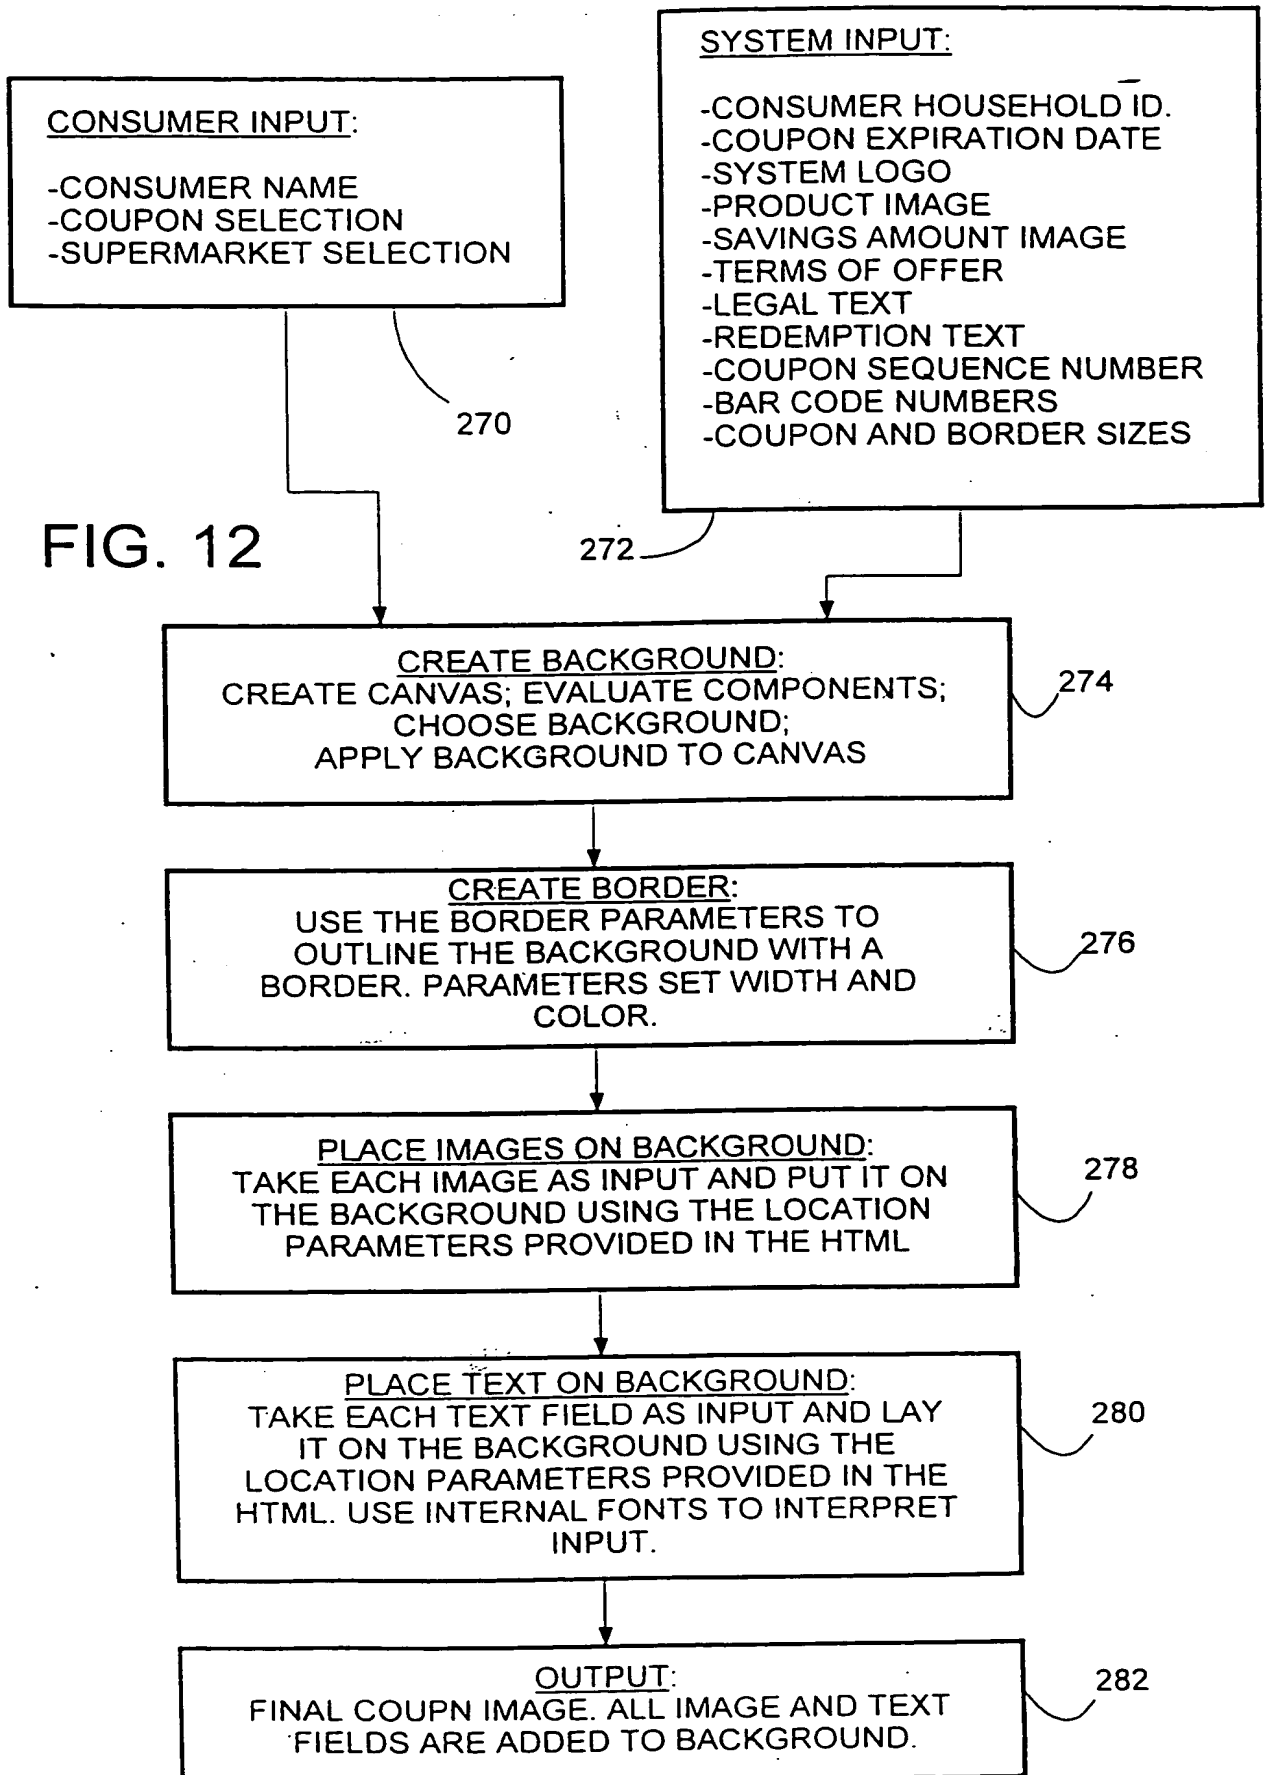 CONSUMER INPUT:
-CONSUMER NAME
-COUPON SELECTION
-SUPERMARKET SELECTION
270
SYSTEM INPUT:
-CONSUMER HOUSEHOLD ID.
-COUPON EXPIRATION DATE
-SYSTEM LOGO
-PRODUCT IMAGE
-SAVINGS AMOUNT IMAGE
-TERMS OF OFFER
-LEGAL TEXT
-REDEMPTION TEXT
-COUPON SEQUENCE NUMBER
-BAR CODE NUMBERS
-COUPON AND BORDER SIZES
272
FIG. 12
CREATE BACKGROUND:
CREATE CANVAS; EVALUATE COMPONENTS;
CHOOSE BACKGROUND;
APPLY BACKGROUND TO CANVAS
274
CREATE BORDER:
USE THE BORDER PARAMETERS TO
OUTLINE THE BACKGROUND WITH A
BORDER. PARAMETERS SET WIDTH AND
COLOR.
276
PLACE IMAGES ON BACKGROUND:
TAKE EACH IMAGE AS INPUT AND PUT IT ON
THE BACKGROUND USING THE LOCATION
PARAMETERS PROVIDED IN THE HTML
278
PLACE TEXT ON BACKGROUND:
TAKE EACH TEXT FIELD AS INPUT AND LAY
IT ON THE BACKGROUND USING THE
LOCATION PARAMETERS PROVIDED IN THE
HTML. USE INTERNAL FONTS TO INTERPRET
INPUT.
280
OUTPUT:
FINAL COUPN IMAGE. ALL IMAGE AND TEXT
FIELDS ARE ADDED TO BACKGROUND.
282